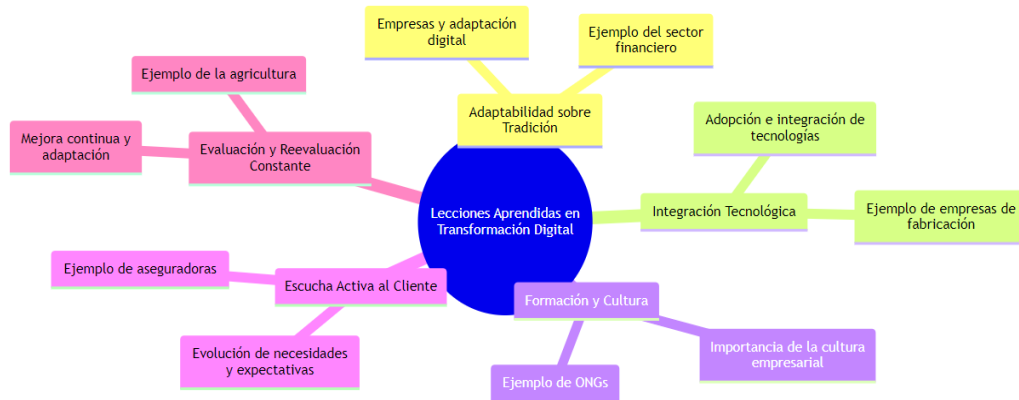 Empresas y adaptación
digital
Ejemplo del sector
financiero
Adaptabilidad sobre
Tradición
Ejemplo de la agricultura
Mejora continua y
adaptación
Evaluación y Reevaluación
Constante
Adopción e integración de
tecnologías
Integración Tecnológica
Ejemplo de empresas de
fabricación
Lecciones Aprendidas en
Transformación Digital
Ejemplo de aseguradoras
Escucha Activa al Cliente
Evolución de necesidades
y expectativas
Formación y Cultura
Importancia de la cultura
empresarial
Ejemplo de ONGs